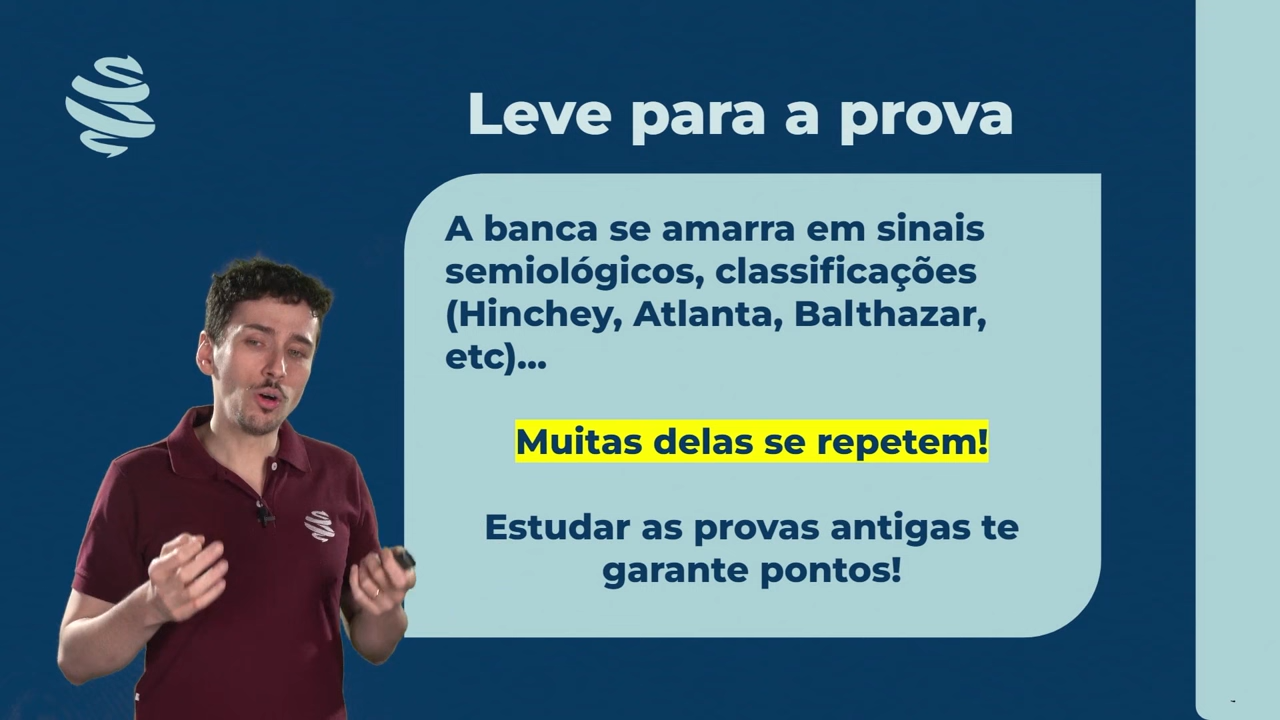 Leve para a prova
A banca se amarra em sinais
semiológicos, classificações
(Hinchey, Atlanta, Balthazar,
etc)...
Muitas delas se repetem!
Estudar as provas antigas te
garante pontos!